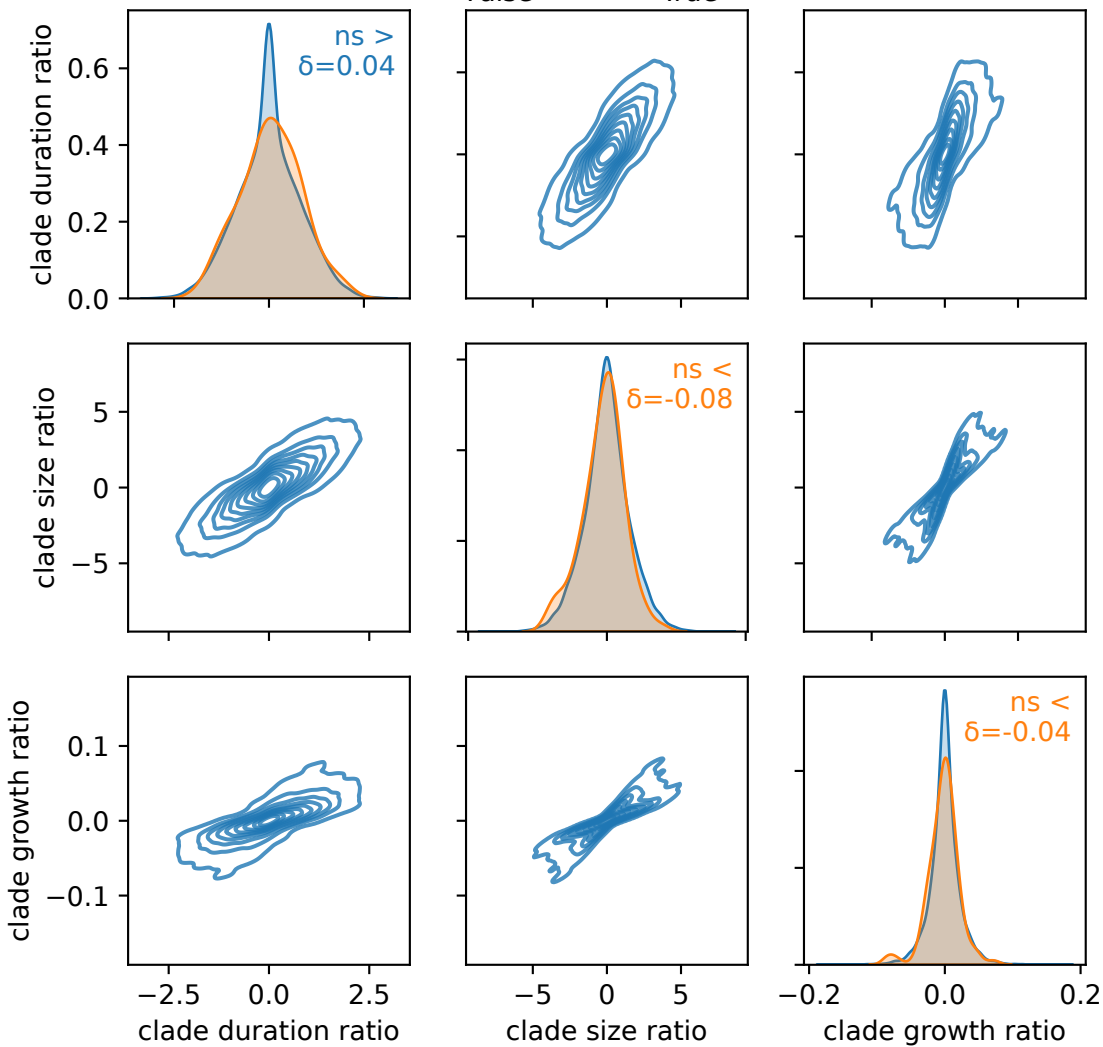 clade duration ratio
0.6
0.4
0.2
0.0
ns >
δ=0.04
clade size ratio
5
0
−5
−5
0
5
ns <
δ=-0.08
clade growth ratio
0.1
0.0
−0.1
ns <
δ=-0.04
−2.5
0.0
2.5
−5
0
5
−0.2
0.0
0.2
clade duration ratio
clade size ratio
clade growth ratio